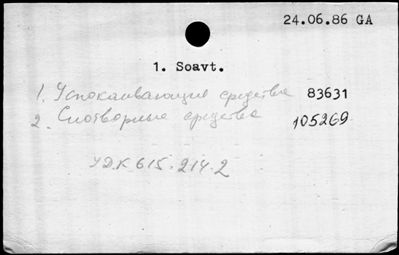 24.06.86 GA
1. Soavt.
1. Успокаивающие средства 83631
2. Снотворные средства 105269
УДК 615.214.2